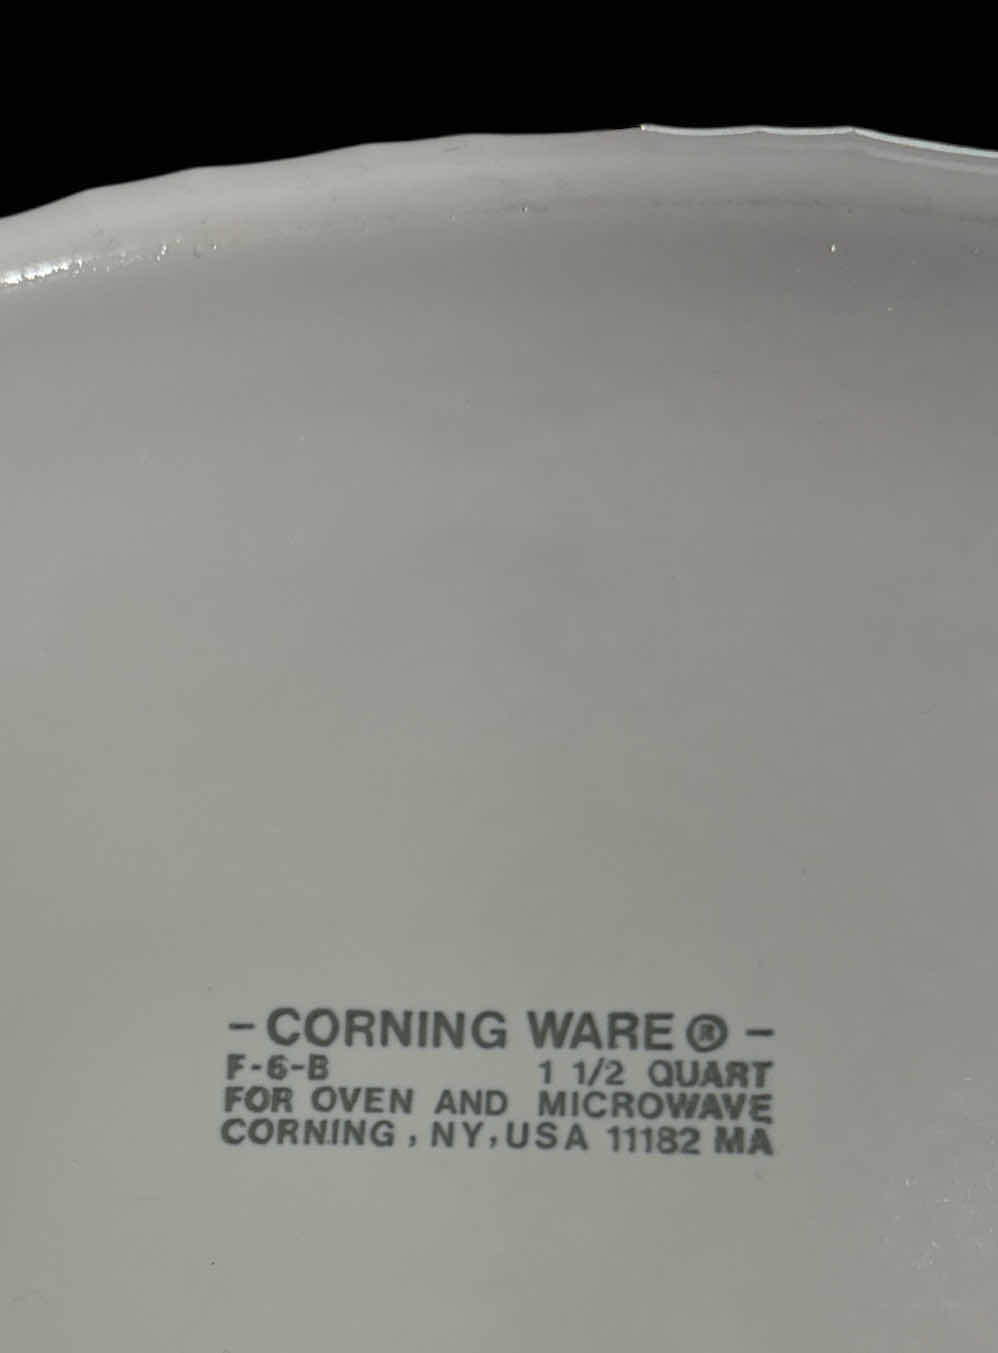 - CORNING WARE ® -
F-6-B 1 1/2 QUART
FOR OVEN AND MICROWAVE
CORNING , NY, USA 11182 MA